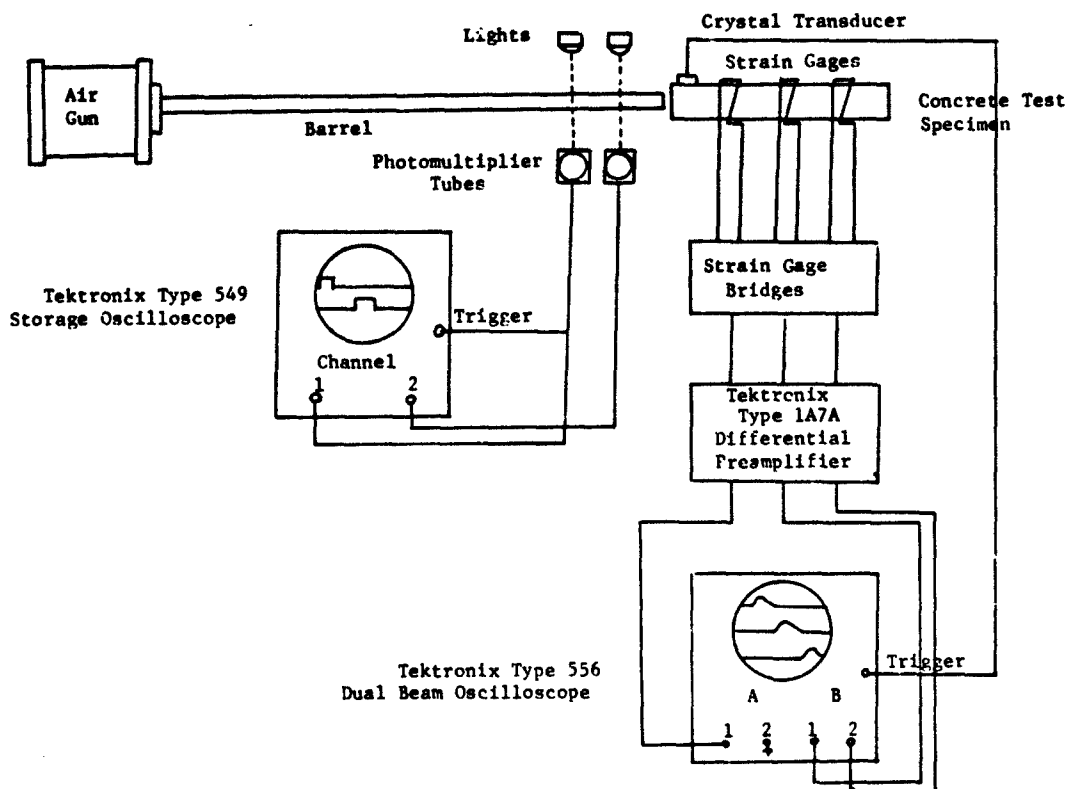 Crystal Transducer
Lights
Strain Gages
Air
Gun
Barrel
Concrete Test
Specimen
Photomultiplier
Tubes
Strain Gage
Bridges
Tektronix Type 549
Storage Oscilloscope
Trigger
Channel
1 2
Tektronix
Type 1A7A
Differential
Preamplifier
Tektronix Type 556
Dual Beam Oscilloscope
Trigger
A B
1 2 1 2